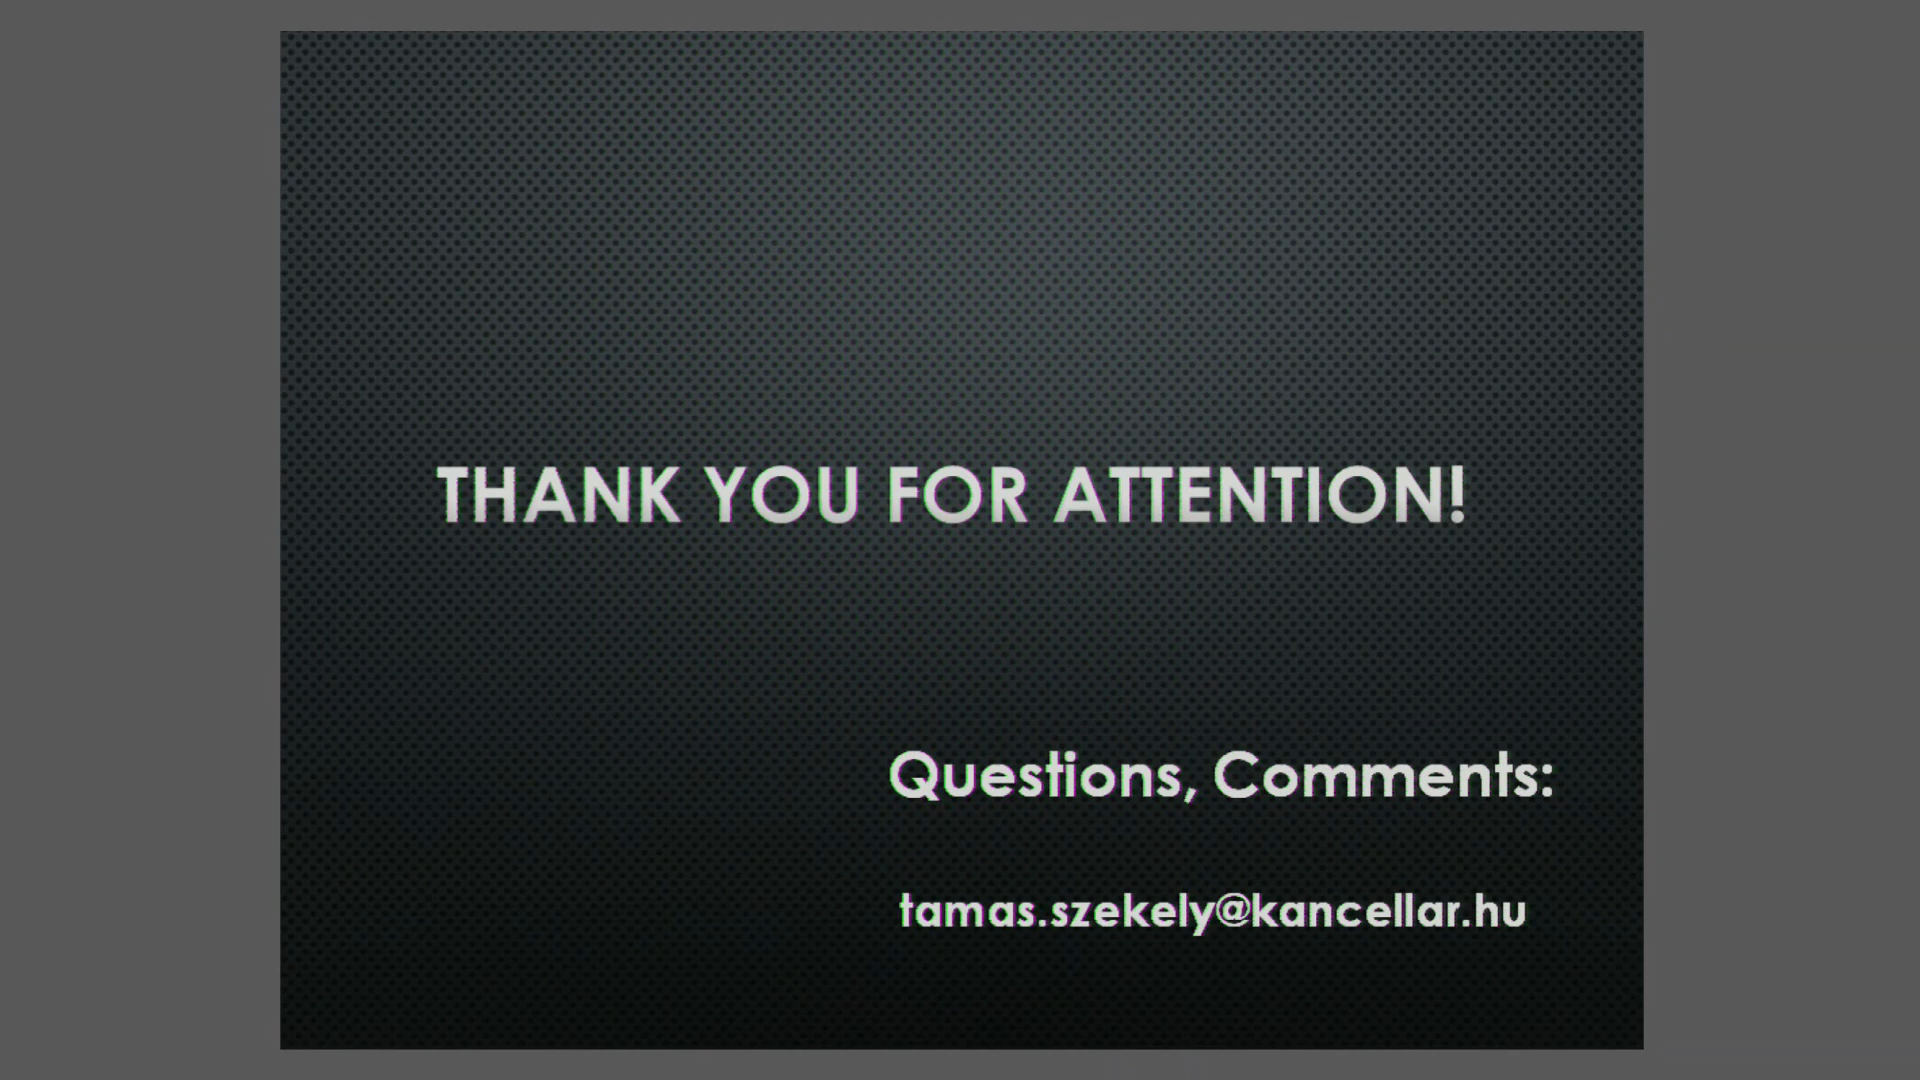 THANK YOU FOR ATTENTION!
Questions, Comments:
tamas.szekely@kancellar.hu